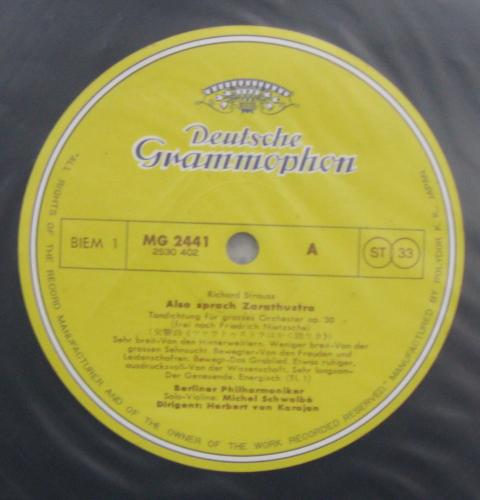 Deutsche
Grammophon
BIEM 1
MG 2441
2530 402
A
ST 33
Richard Strauss
Also sprach Zarathustra
Tondichtung für grosses Orchester op. 30
(frei nach Friedrich Nietzsche)
Sehr breit-Von den Hinterweltlern. Weniger breit-Von der
grossen Sehnsucht. Bewegter-Von den Freuden und
Leidenschaften. Bewegt-Das Grablied. Etwas ruhiger,
ausdrucksvoll-Von der Wissenschaft. Sehr langsam-
Der Genesende. Energisch (TL 1)
Berliner Philharmoniker
Solo-Violine: Michel Schwalbé
Dirigent: Herbert von Karajan
"ALL RIGHTS OF THE RECORD MANUFACTURER AND OF THE OWNER OF THE WORK RECORDED RESERVED." MANUFACTURED BY POLYDOR K. K., JAPAN.